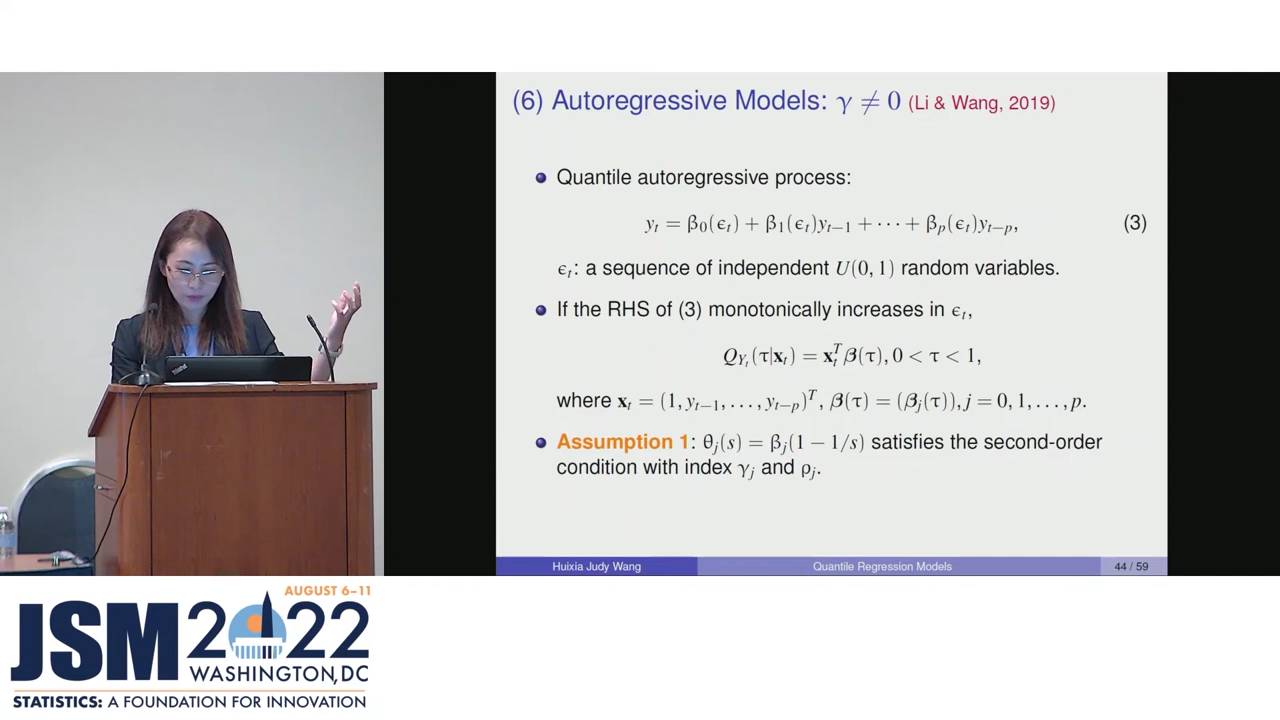 (6) Autoregressive Models: γ ≠ 0 (Li & Wang, 2019)
Quantile autoregressive process:
y_t = β_0(ϵ_t) + β_1(ϵ_t)y_{t−1} + ⋯ + β_p(ϵ_t)y_{t−p}, (3)
ϵ_t: a sequence of independent U(0, 1) random variables.
If the RHS of (3) monotonically increases in ϵ_t,
Q_{Y_t}(τ|x_t) = x_t^T β(τ), 0 < τ < 1,
where x_t = (1, y_{t−1}, …, y_{t−p})^T, β(τ) = (β_j(τ)), j = 0, 1, …, p.
Assumption 1: θ_j(s) = β_j(1 − 1/s) satisfies the second-order
condition with index γ_j and ρ_j.
Huixia Judy Wang Quantile Regression Models 44 / 59
AUGUST 6–11
JSM 2022
WASHINGTON, DC
STATISTICS: A FOUNDATION FOR INNOVATION